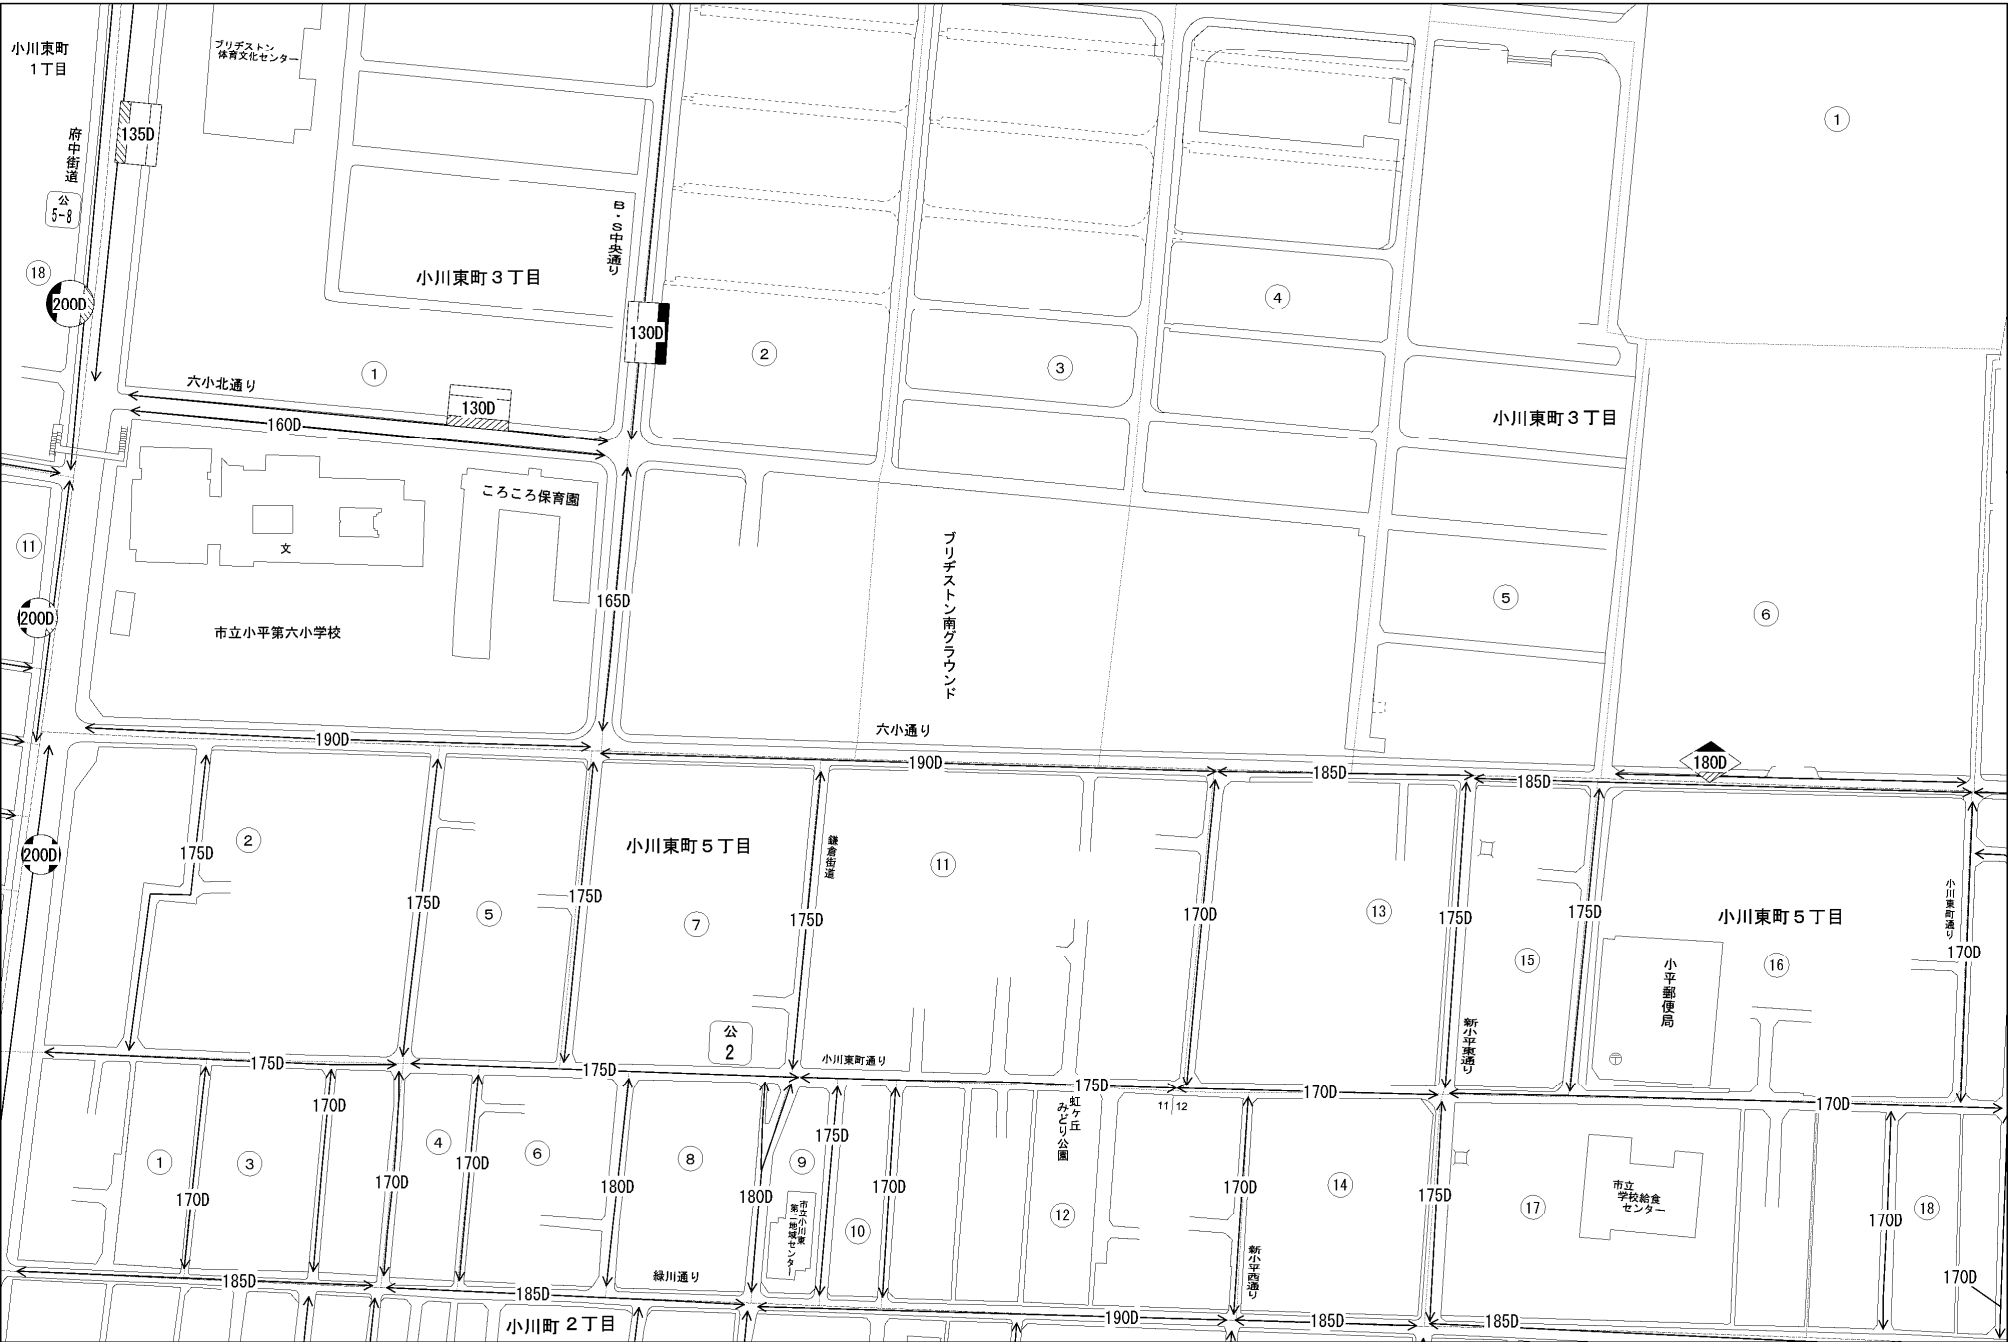 小川東町
1丁目
ブリヂストン
体育文化センター
①
135D
府中街道
公
5-8
B・S中央通り
⑱
200D
小川東町3丁目
④
130D
②
③
①
六小北通り
130D
160D
小川東町3丁目
ころころ保育園
文
⑪
ブリヂストン南グラウンド
165D
⑤
⑥
200D
市立小平第六小学校
六小通り
190D
190D
185D
185D
180D
②
175D
200D
小川東町5丁目
鎌倉街道
⑪
175D
⑤
175D
⑦
175D
170D
⑬
175D
175D
小川東町5丁目
小川東町通り
170D
⑮
小平郵便局
⑯
公
2
新小平東通り
小川東町通り
175D
175D
175D
170D
170D
11
12
虹ヶ丘
みどり公園
170D
175D
①
③
④
170D
⑥
⑧
⑨
170D
170D
180D
180D
市立小川東
第二地域センター
⑩
170D
⑫
170D
⑭
175D
⑰
市立
学校給食
センター
170D
⑱
新小平西通り
緑川通り
170D
185D
185D
190D
185D
185D
小川町2丁目